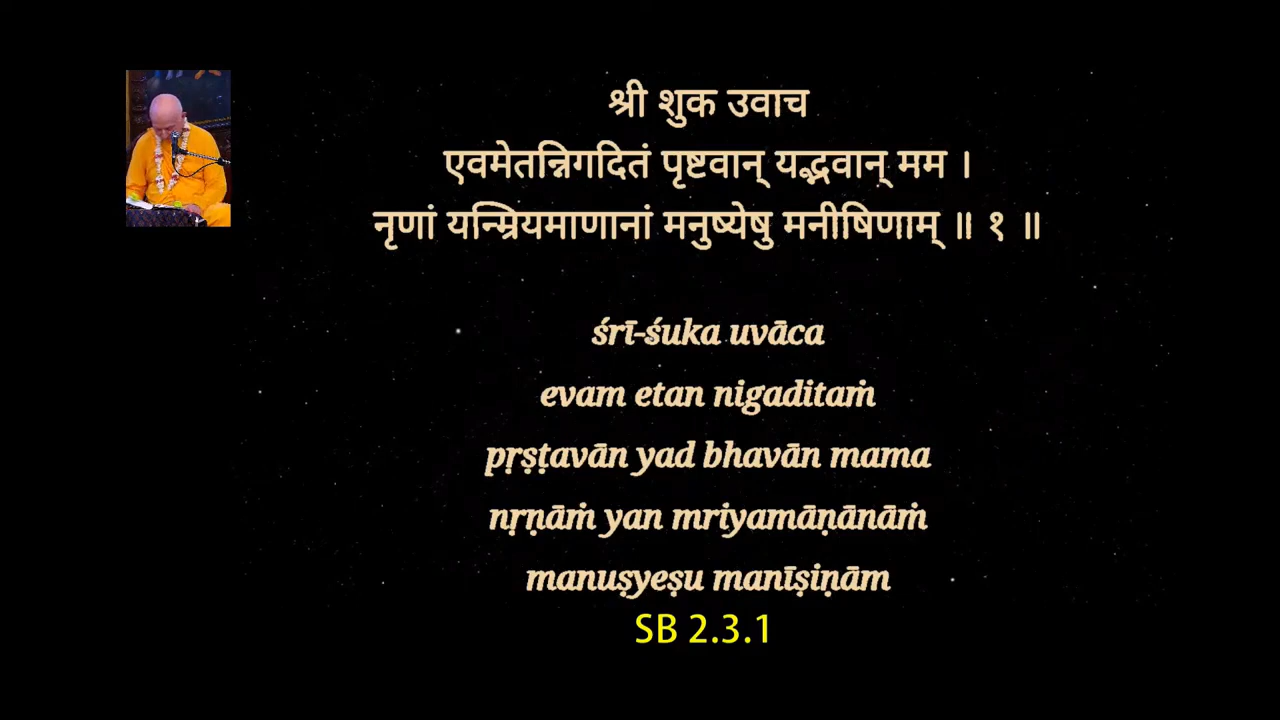 श्री शुक उवाच
एवमेतन्निगदितं पृष्टवान् यद्भवान् मम ।
नृणां यन्म्रियमाणानां मनुष्येषु मनीषिणाम् ॥ १ ॥
śrī-śuka uvāca
evam etan nigaditaṁ
pṛṣṭavān yad bhavān mama
nṛṇāṁ yan mriyamāṇānāṁ
manuṣyeṣu manīṣiṇām
SB 2.3.1